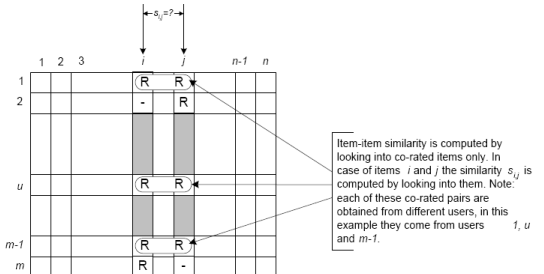 s i,j =?
1 2 3 i j n-1 n
1 R R
2 - R
u R R
m-1 R R
m R -
Item-item similarity is computed by
looking into co-rated items only. In
case of items i and j the similarity s i,j is
computed by looking into them. Note:
each of these co-rated pairs are
obtained from different users, in this
example they come from users 1, u
and m-1.